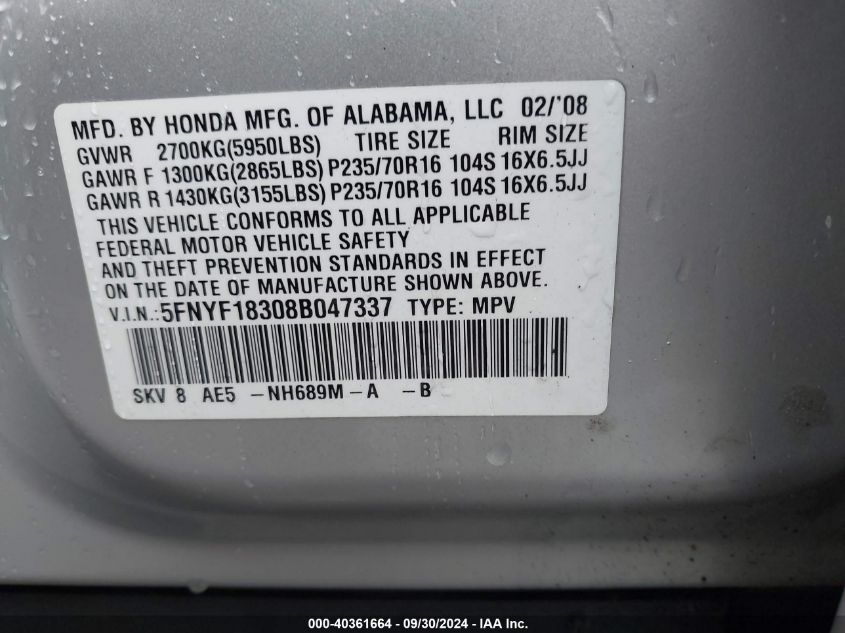 MFD. BY HONDA MFG. OF ALABAMA, LLC 02/'08
GVWR 2700KG(5950LBS) TIRE SIZE RIM SIZE
GAWR F 1300KG(2865LBS) P235/70R16 104S 16X6.5JJ
GAWR R 1430KG(3155LBS) P235/70R16 104S 16X6.5JJ
THIS VEHICLE CONFORMS TO ALL APPLICABLE
FEDERAL MOTOR VEHICLE SAFETY
AND THEFT PREVENTION STANDARDS IN EFFECT
ON THE DATE OF MANUFACTURE SHOWN ABOVE.
V.I.N.: 5FNYF18308B047337 TYPE: MPV
SKV 8 AE5 -NH689M -A -B
000-40361664 - 09/30/2024 - IAA Inc.